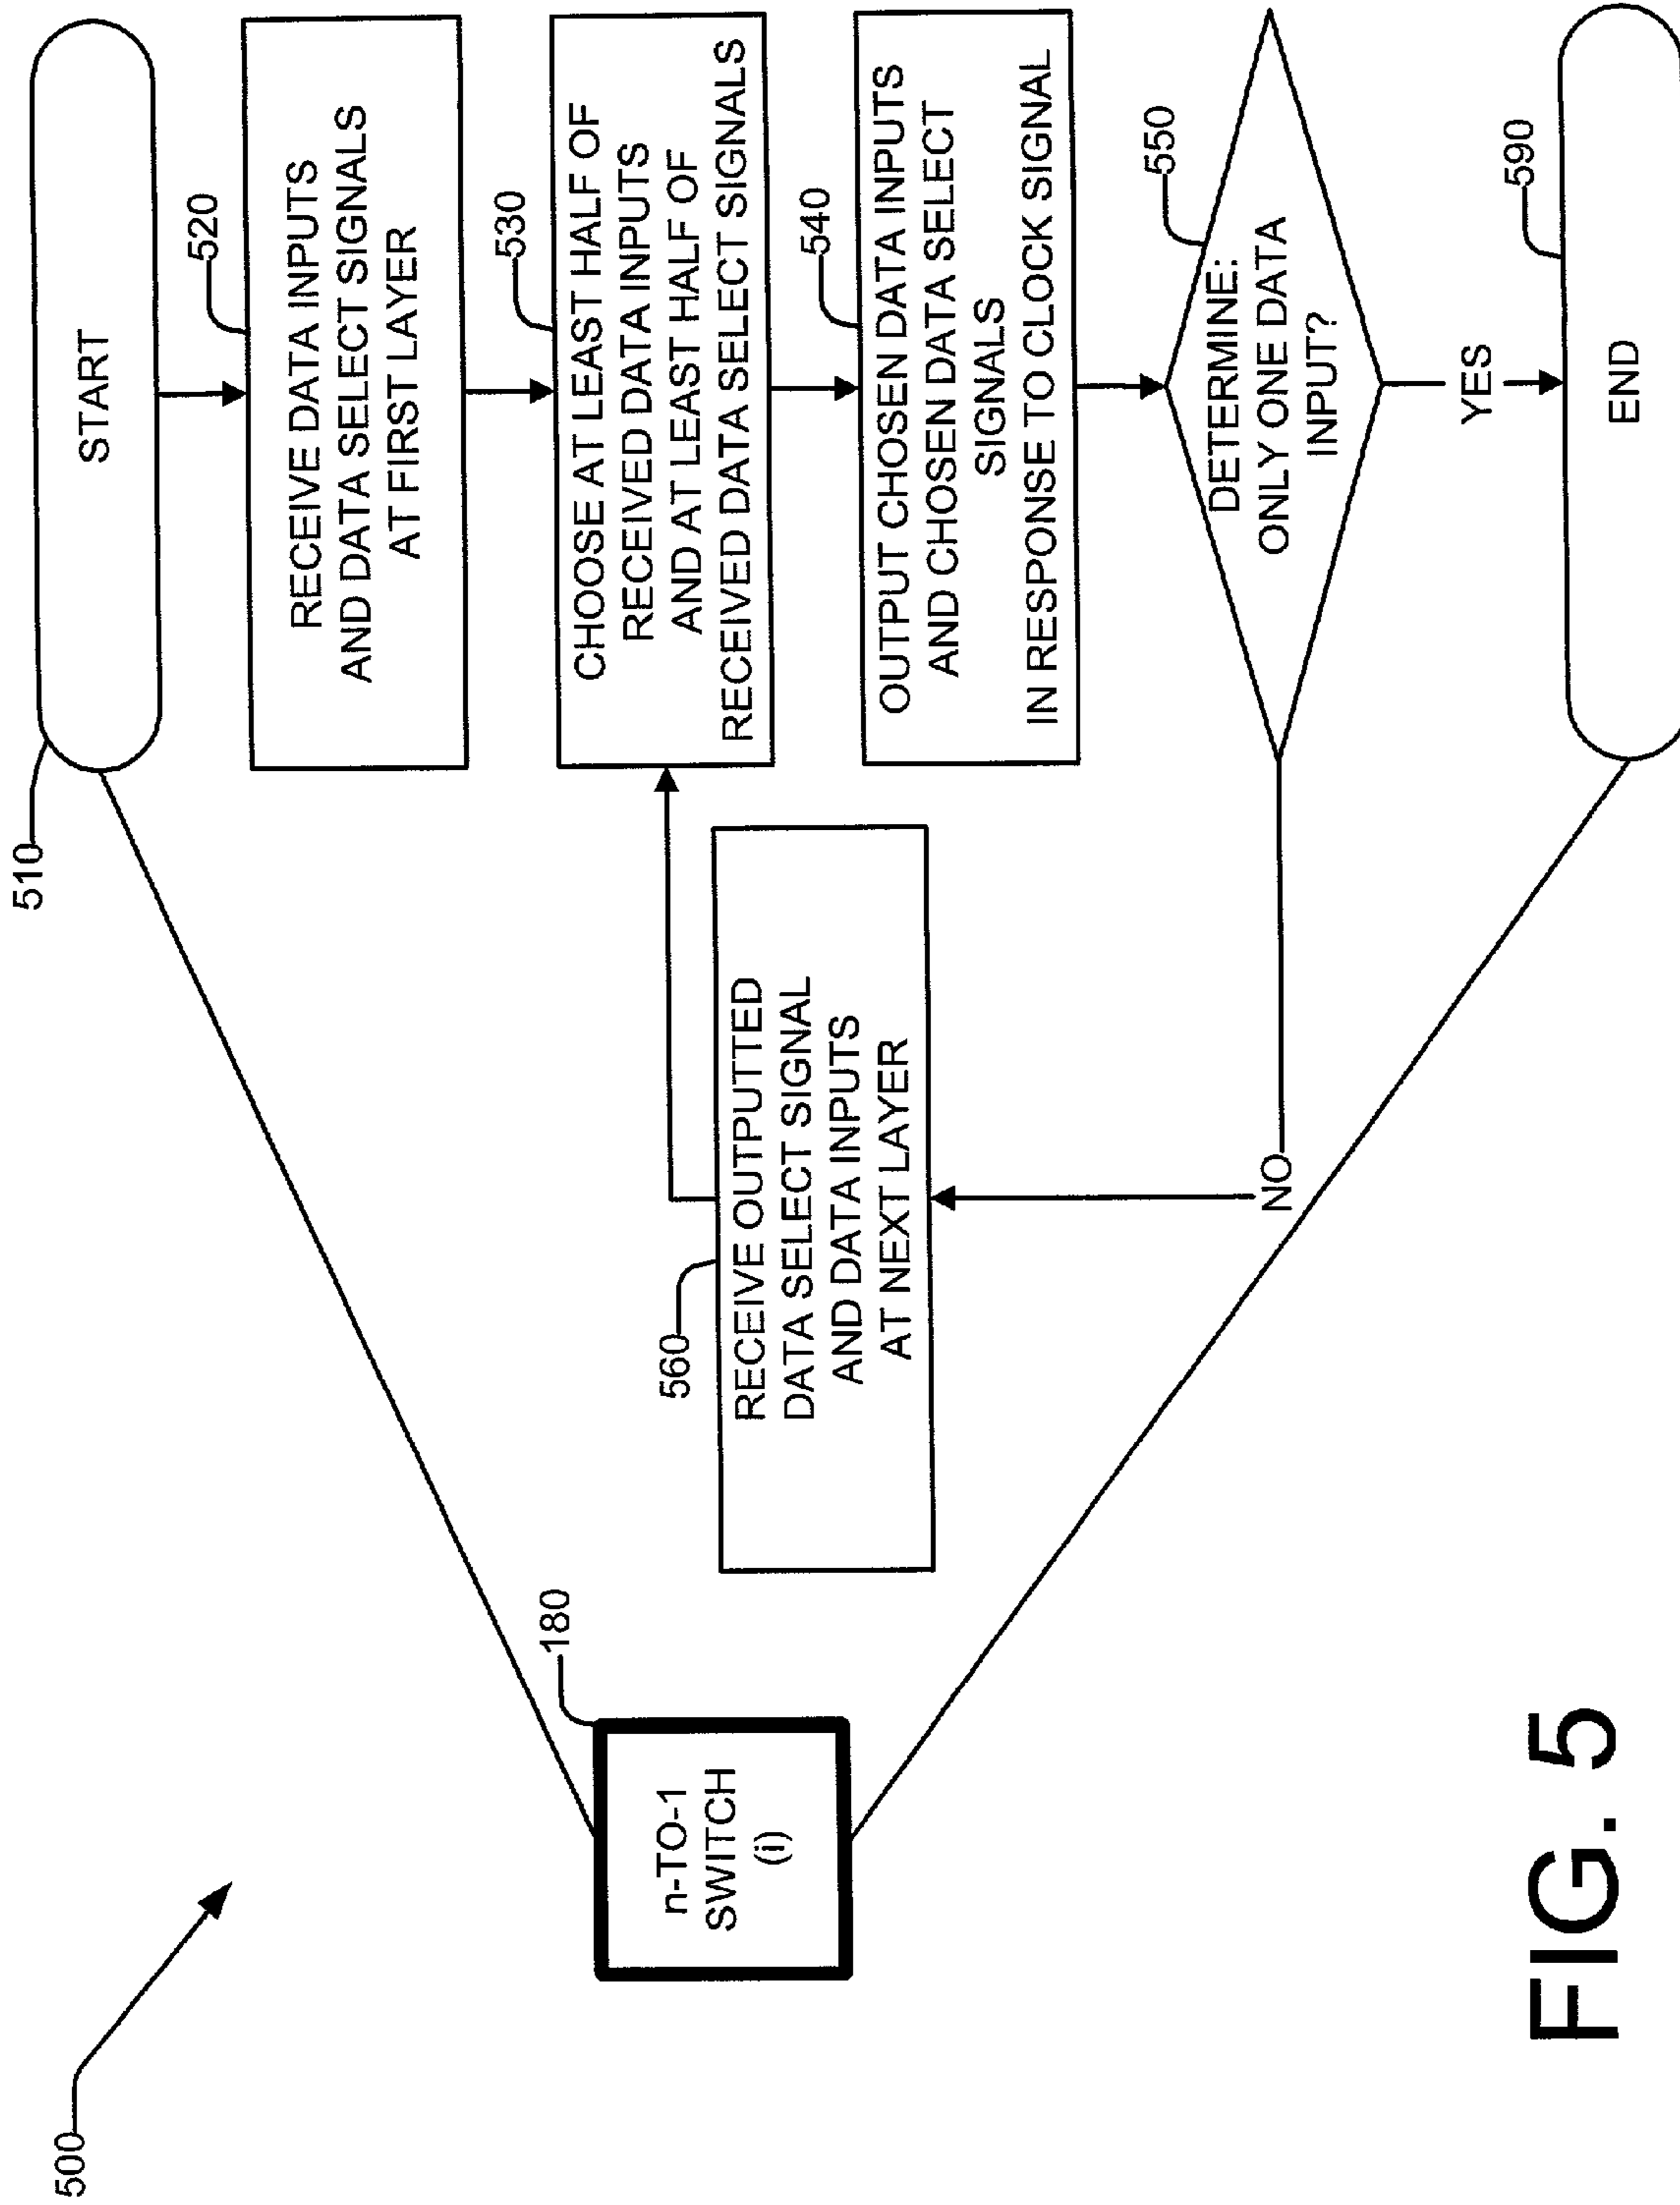 500
510
START
520
RECEIVE DATA INPUTS
AND DATA SELECT SIGNALS
AT FIRST LAYER
530
CHOOSE AT LEAST HALF OF
RECEIVED DATA INPUTS
AND AT LEAST HALF OF
RECEIVED DATA SELECT SIGNALS
540
OUTPUT CHOSEN DATA INPUTS
AND CHOSEN DATA SELECT
SIGNALS
IN RESPONSE TO CLOCK SIGNAL
550
DETERMINE:
ONLY ONE DATA
INPUT?
YES
590
END
NO
560
RECEIVE OUTPUTTED
DATA SELECT SIGNAL
AND DATA INPUTS
AT NEXT LAYER
180
n-TO-1
SWITCH
(i)
FIG. 5